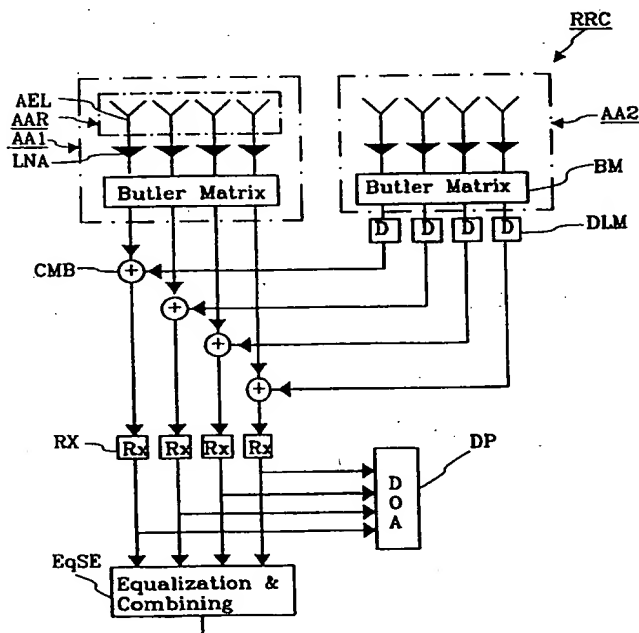 RRC
AEL
AAR
AA1
LNA
AA2
Butler Matrix
Butler Matrix
BM
D D D D
DLM
CMB
+
+
+
+
RX
Rx Rx Rx Rx
DP
D
O
A
EqSE
Equalization &
Combining